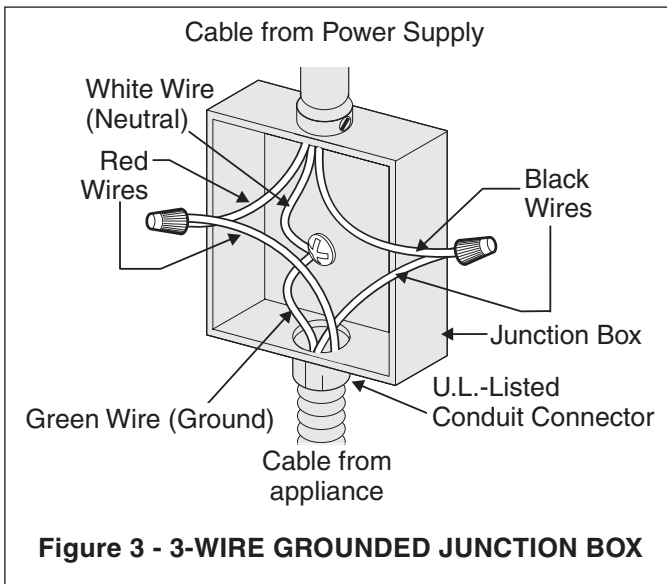 Cable from Power Supply
White Wire
(Neutral)
Red
Wires
Black
Wires
Junction Box
U.L.-Listed
Conduit Connector
Green Wire (Ground)
Cable from
appliance
Figure 3 - 3-WIRE GROUNDED JUNCTION BOX